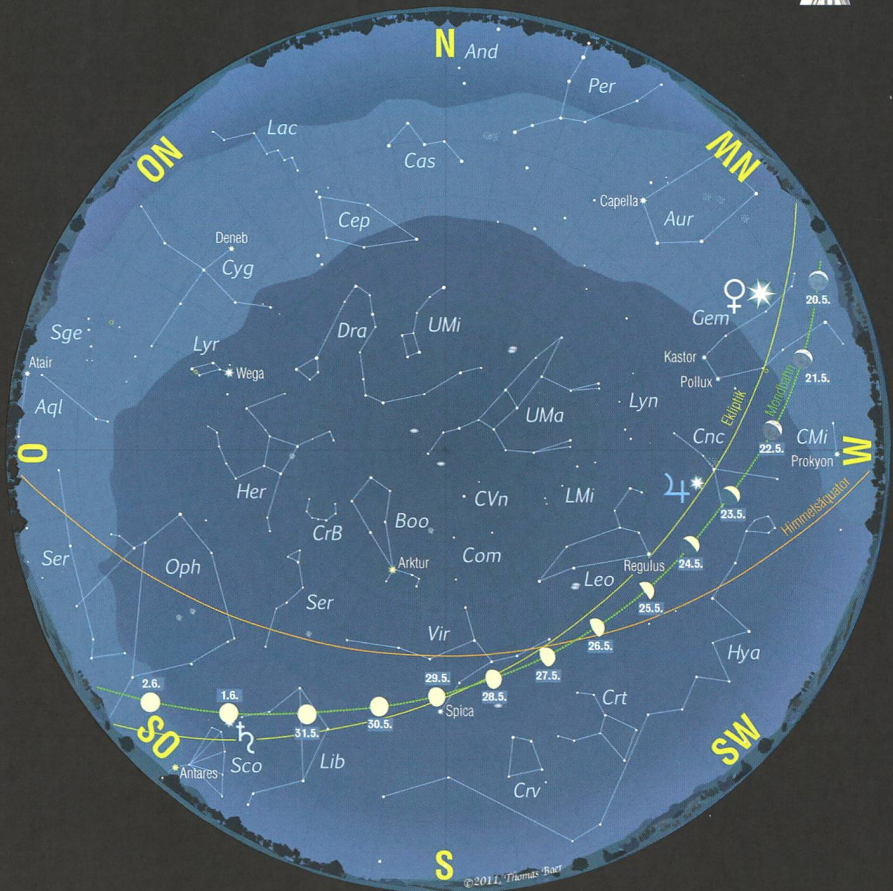 N
And
Per
Lac
Cas
NO
NW
Capella
Aur
Cep
Deneb
Cyg
♀
20.5.
Gem
Sge
Dra
UMi
Lyr
Kastor
Atair
Wega
Pollux
21.5.
Mondbahn
Ekliptik
Aql
UMa
Lyn
Cnc
CMi
22.5.
Prokyon
O
W
♃
Her
CVn
LMi
23.5.
Himmelsäquator
CrB
Boo
Ser
Oph
Arktur
Com
Regulus
24.5.
Leo
25.5.
Ser
Vir
26.5.
Hya
27.5.
2.6.
29.5.
28.5.
1.6.
Spica
Crt
31.5.
30.5.
SO
♄
SW
Antares
Sco
Lib
Crv
S
©2011, Thomas Baer